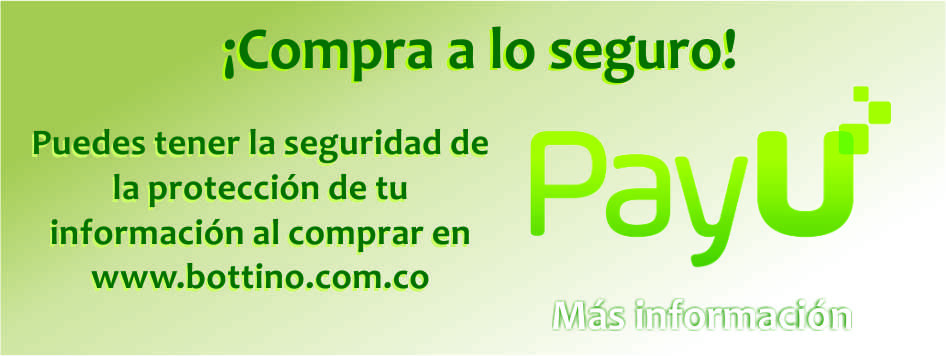 ¡Compra a lo seguro!
Puedes tener la seguridad de
la protección de tu
información al comprar en
www.bottino.com.co
PayU
Más información